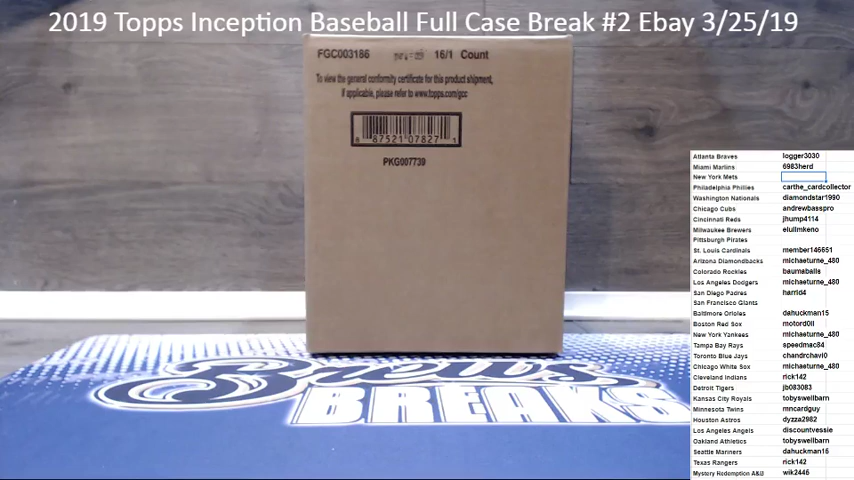 2019 Topps Inception Baseball Full Case Break #2 Ebay 3/25/19
FGC003186 16/1 Count
To view the general conformity certificate for this product shipment,
if applicable, please refer to www.topps.com/gcc
8 87521 07827 1
PKG007739
Brews
BREAKS
Atlanta Braves logger3030
Miami Marlins 6983herd
New York Mets
Philadelphia Phillies carthe_cardcollector
Washington Nationals diamondstar1990
Chicago Cubs andrewbasspro
Cincinnati Reds jhump4114
Milwaukee Brewers
Pittsburgh Pirates
St. Louis Cardinals member146651
Arizona Diamondbacks michaeturne_480
Colorado Rockies baumaballs
Los Angeles Dodgers michaeturne_480
San Diego Padres harrid4
San Francisco Giants
Baltimore Orioles dahuckman15
Boston Red Sox
New York Yankees michaeturne_480
Tampa Bay Rays speedmac84
Toronto Blue Jays chandrchavi0
Chicago White Sox michaeturne_480
Cleveland Indians rick142
Detroit Tigers jb083083
Kansas City Royals tobyswellbarn
Minnesota Twins mncardguy
Houston Astros dyzza2982
Los Angeles Angels discountvessie
Oakland Athletics tobyswellbarn
Seattle Mariners dahuckman15
Texas Rangers rick142
Mystery Redemption wik2446